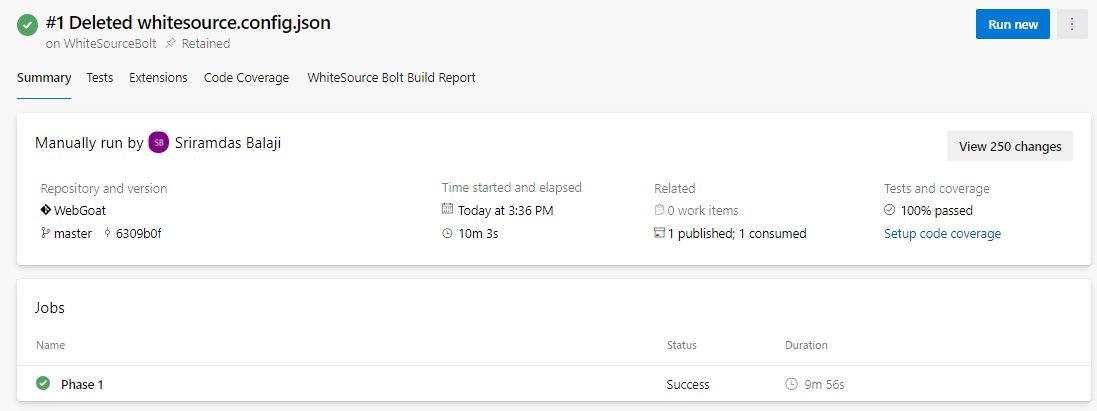 #1 Deleted whitesource.config.json
on WhiteSourceBolt Retained
Run new
Summary Tests Extensions Code Coverage WhiteSource Bolt Build Report
Manually run by SB Sriramdas Balaji
View 250 changes
Repository and version Time started and elapsed Related Tests and coverage
WebGoat Today at 3:36 PM 0 work items 100% passed
master 6309b0f 10m 3s 1 published; 1 consumed Setup code coverage
Jobs
Name Status Duration
Phase 1 Success 9m 56s